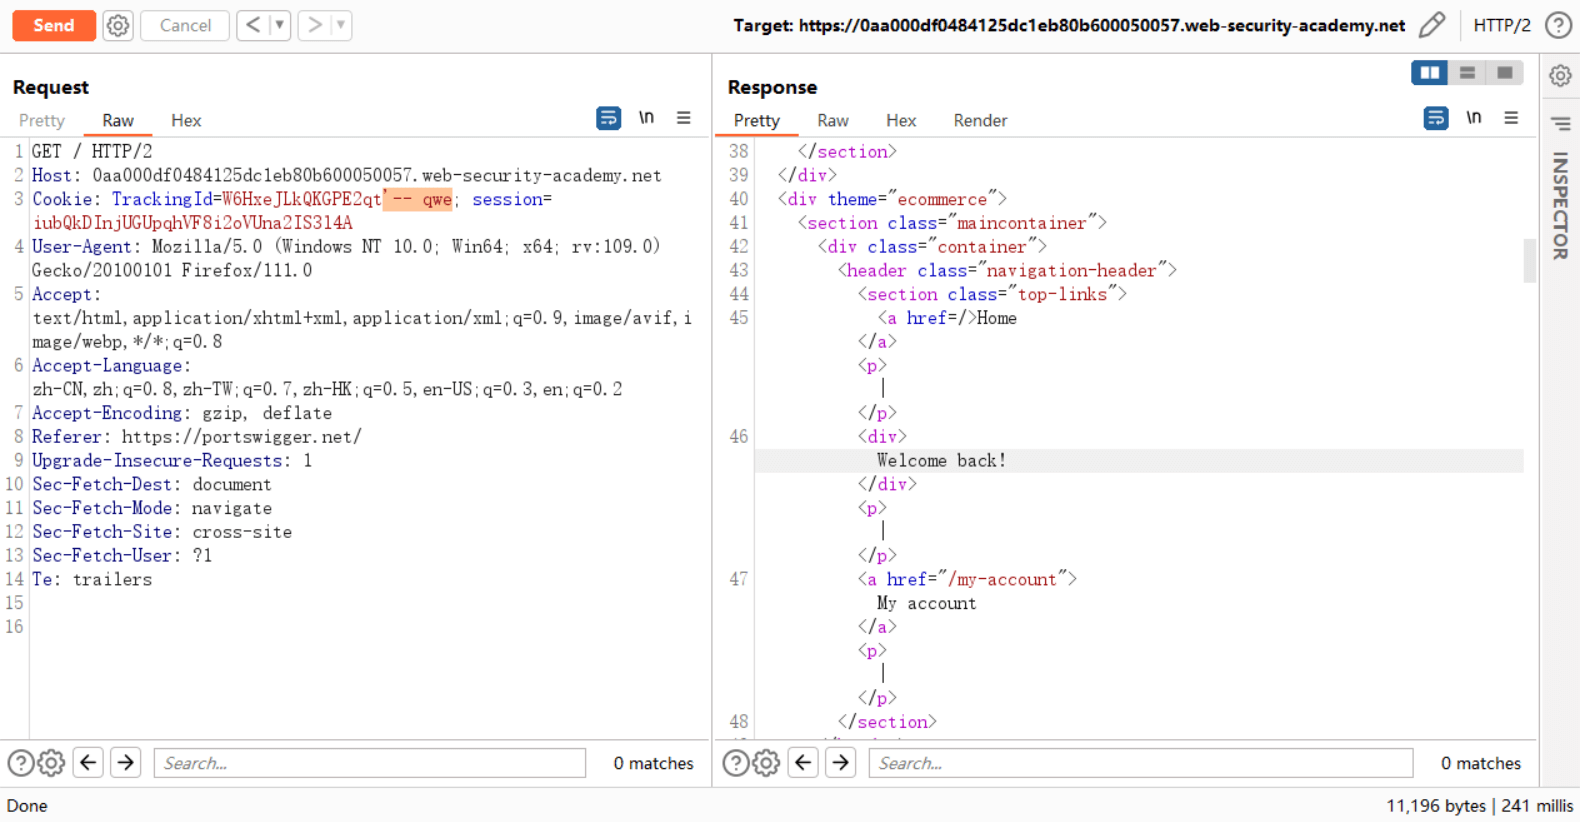 Send
Cancel
Target: https://0aa000df0484125dc1eb80b600050057.web-security-academy.net
HTTP/2
Request
Pretty Raw Hex
\n
1 GET / HTTP/2
2 Host: 0aa000df0484125dc1eb80b600050057.web-security-academy.net
3 Cookie: TrackingId=W6HxeJLkQKGPE2qt'-- qwe; session=
iubQkDInjUGUpqhVF8i2oVUna2IS3l4A
4 User-Agent: Mozilla/5.0 (Windows NT 10.0; Win64; x64; rv:109.0)
Gecko/20100101 Firefox/111.0
5 Accept:
text/html,application/xhtml+xml,application/xml;q=0.9,image/avif,i
mage/webp,*/*;q=0.8
6 Accept-Language:
zh-CN,zh;q=0.8,zh-TW;q=0.7,zh-HK;q=0.5,en-US;q=0.3,en;q=0.2
7 Accept-Encoding: gzip, deflate
8 Referer: https://portswigger.net/
9 Upgrade-Insecure-Requests: 1
10 Sec-Fetch-Dest: document
11 Sec-Fetch-Mode: navigate
12 Sec-Fetch-Site: cross-site
13 Sec-Fetch-User: ?1
14 Te: trailers
15
16
Search...
0 matches
Response
Pretty Raw Hex Render
\n
38 </section>
39 </div>
40 <div theme="ecommerce">
41 <section class="maincontainer">
42 <div class="container">
43 <header class="navigation-header">
44 <section class="top-links">
45 <a href=/>Home
</a>
<p>
|
</p>
46 <div>
Welcome back!
</div>
<p>
|
</p>
47 <a href="/my-account">
My account
</a>
<p>
|
</p>
48 </section>
Search...
0 matches
INSPECTOR
Done
11,196 bytes | 241 millis